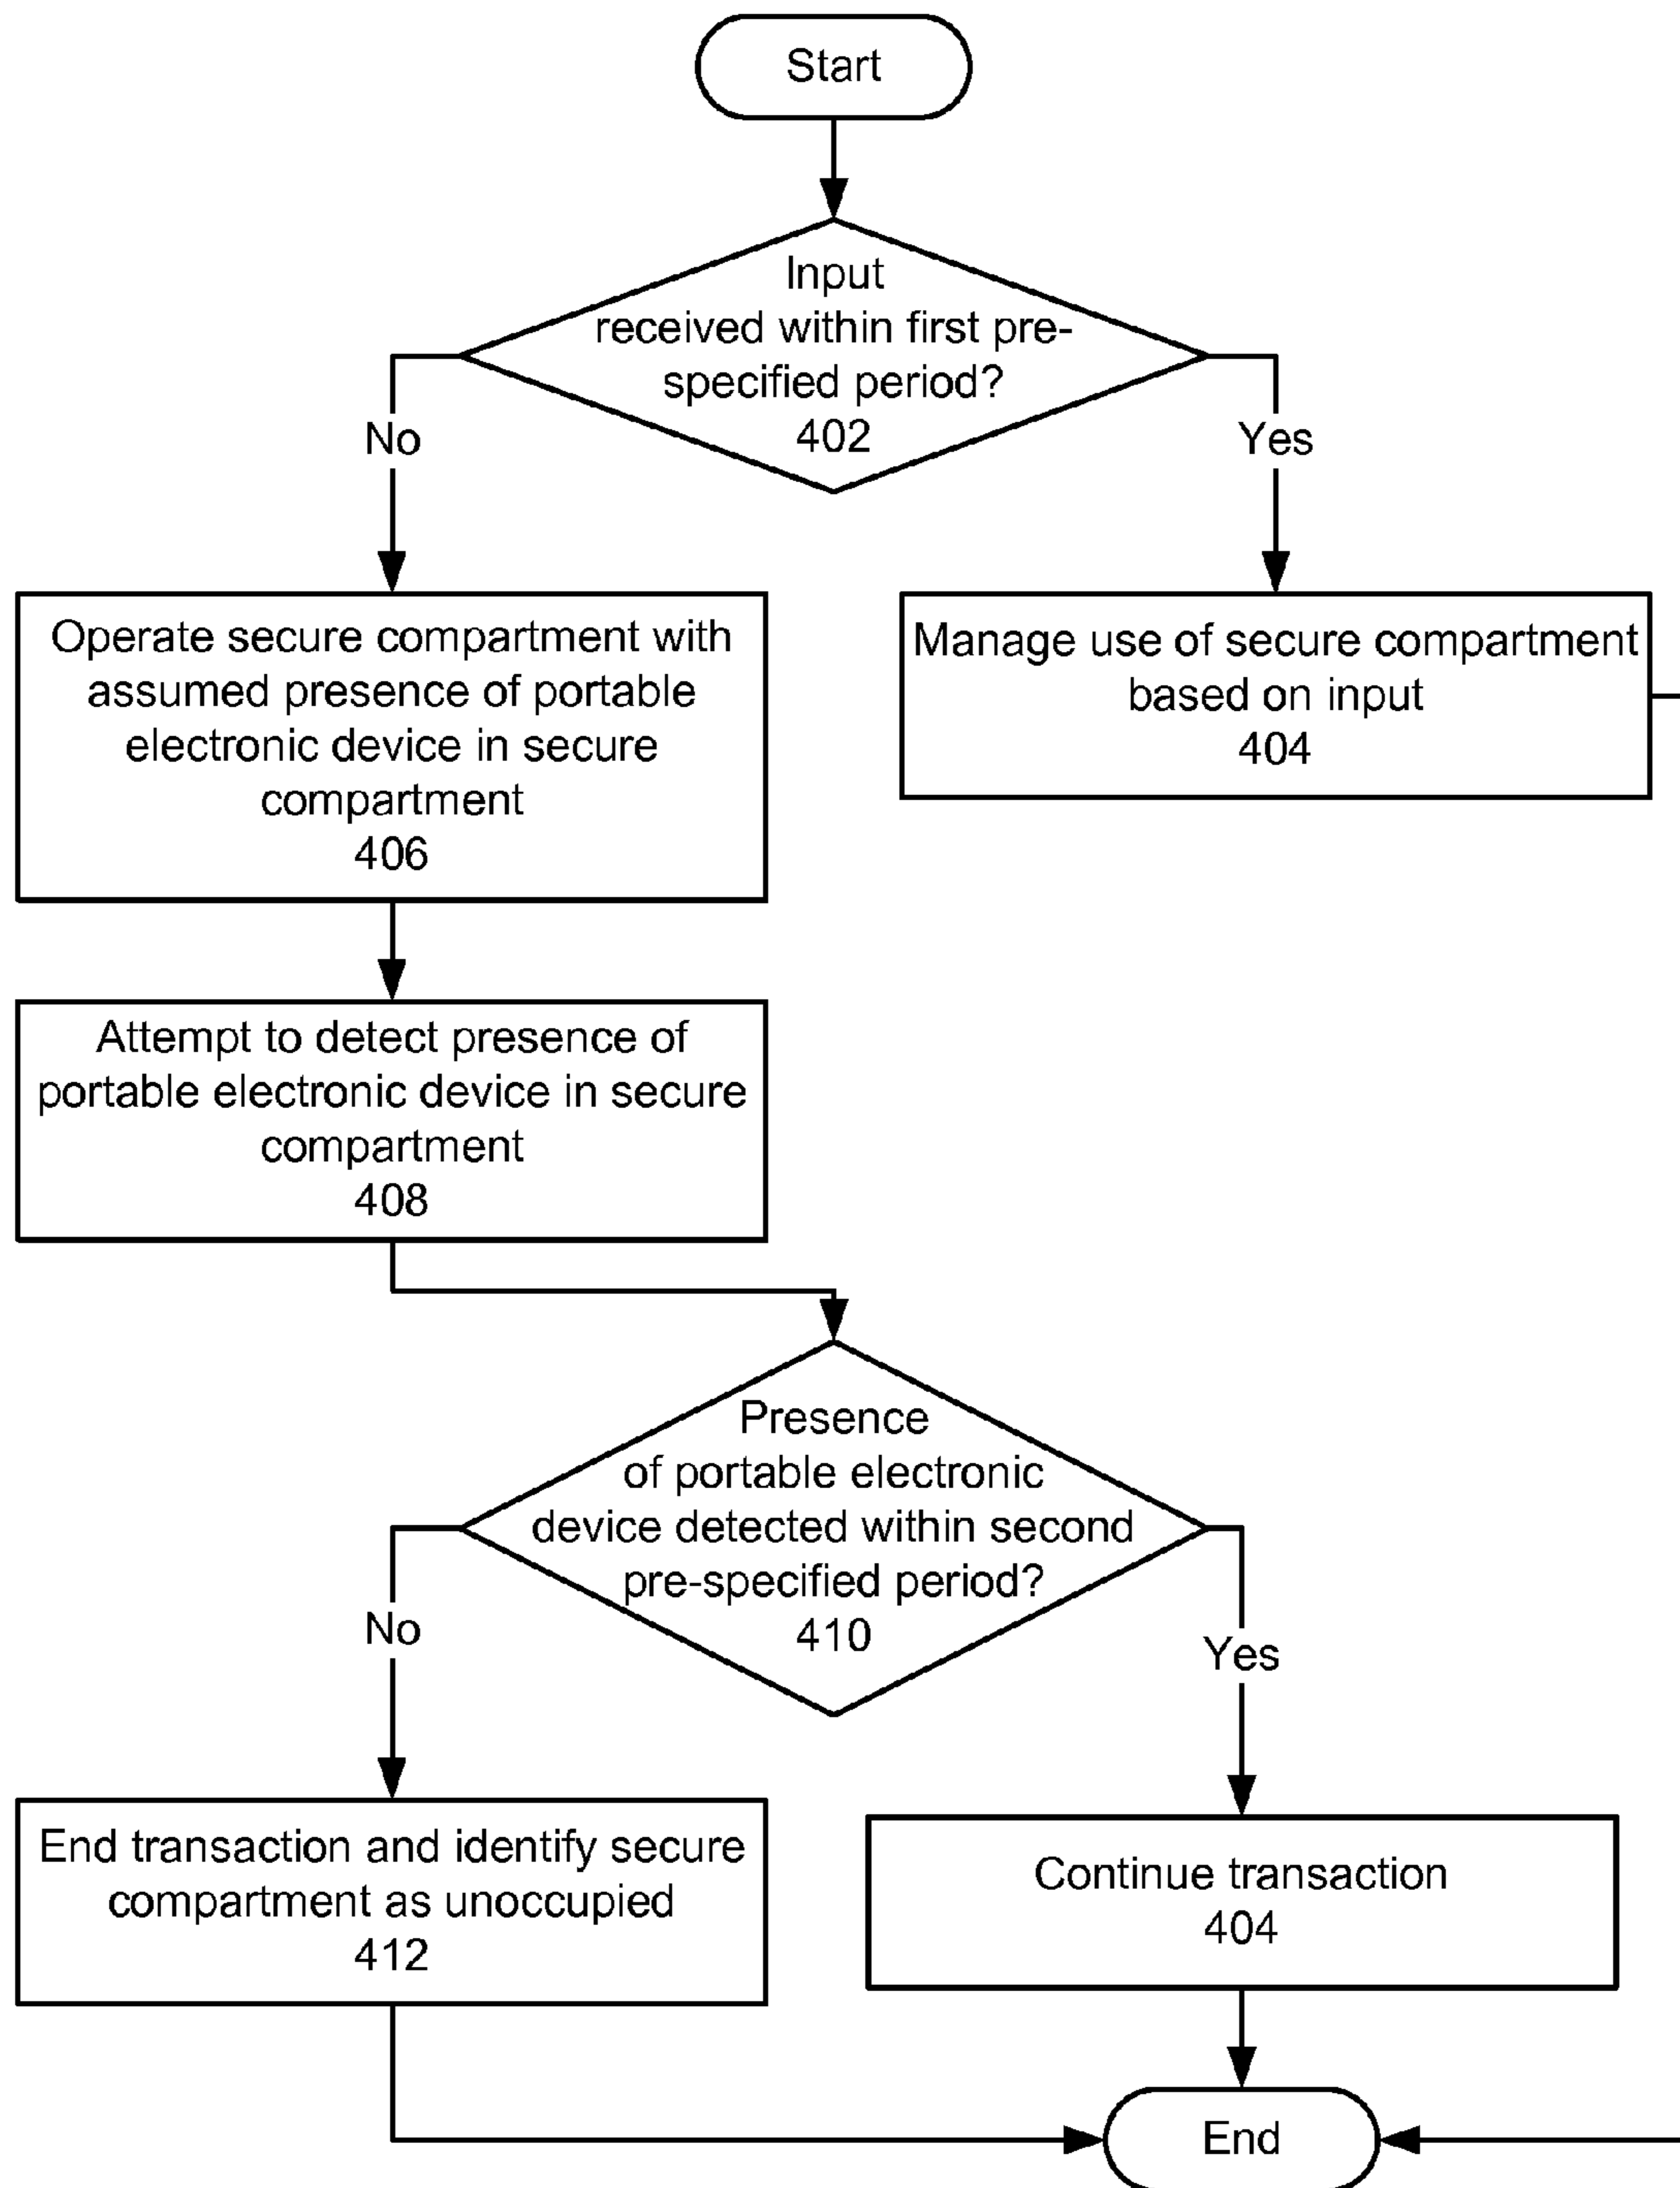 Start
Input
received within first pre-
specified period?
402
No
Yes
Operate secure compartment with
assumed presence of portable
electronic device in secure
compartment
406
Manage use of secure compartment
based on input
404
Attempt to detect presence of
portable electronic device in secure
compartment
408
Presence
of portable electronic
device detected within second
pre-specified period?
410
No
Yes
End transaction and identify secure
compartment as unoccupied
412
Continue transaction
404
End